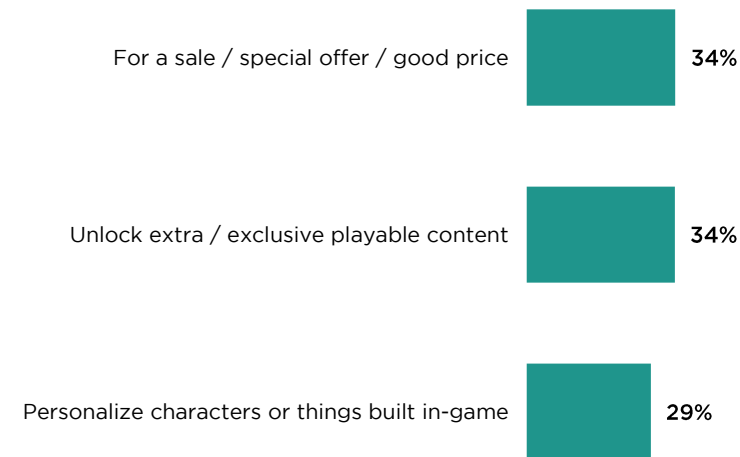 For a sale / special offer / good price 34%
Unlock extra / exclusive playable content 34%
Personalize characters or things built in-game 29%